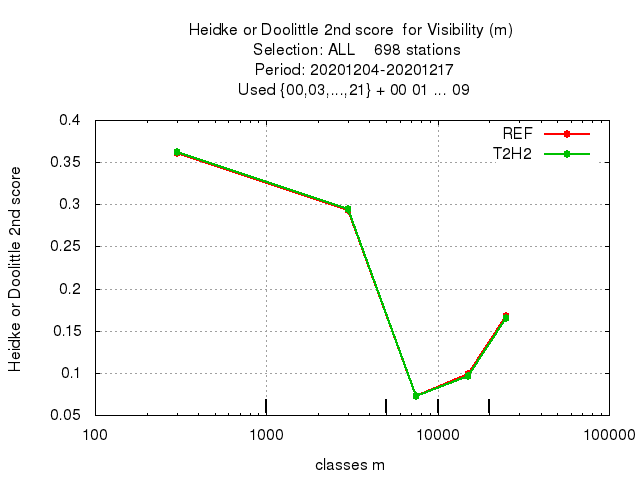 Heidke or Doolittle 2nd score  for Visibility (m)
Selection: ALL    698 stations
Period: 20201204-20201217
Used {00,03,...,21} + 00 01 ... 09
REF
T2H2
0.4
0.35
0.3
0.25
0.2
0.15
0.1
0.05
Heidke or Doolittle 2nd score
100
1000
10000
100000
classes m